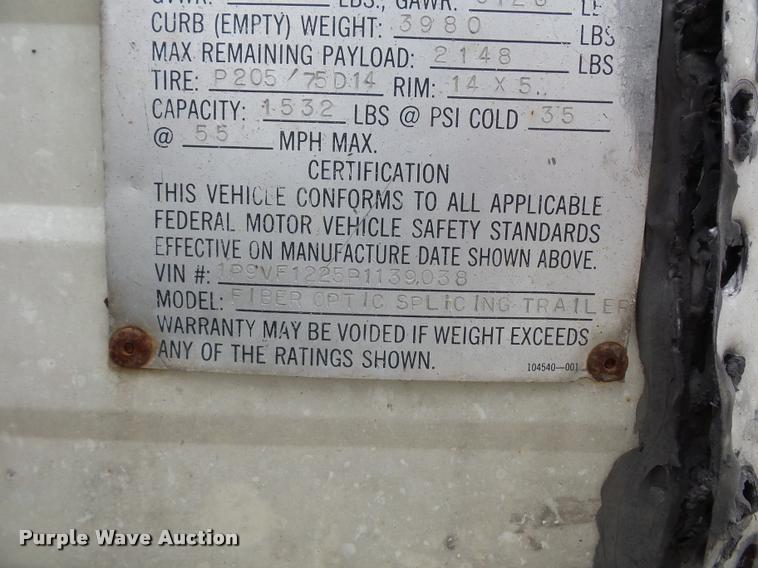 LBS., GAWR:
CURB (EMPTY) WEIGHT: 3980 LBS
MAX REMAINING PAYLOAD: 2148 LBS
TIRE: P205/75D14 RIM: 14 X 5
CAPACITY: 1532 LBS @ PSI COLD 35
@ 55 MPH MAX.
CERTIFICATION
THIS VEHICLE CONFORMS TO ALL APPLICABLE
FEDERAL MOTOR VEHICLE SAFETY STANDARDS
EFFECTIVE ON MANUFACTURE DATE SHOWN ABOVE.
VIN #:
MODEL: FIBER OPTIC SPLICING TRAILER
WARRANTY MAY BE VOIDED IF WEIGHT EXCEEDS
ANY OF THE RATINGS SHOWN.
104540—001
Purple Wave Auction